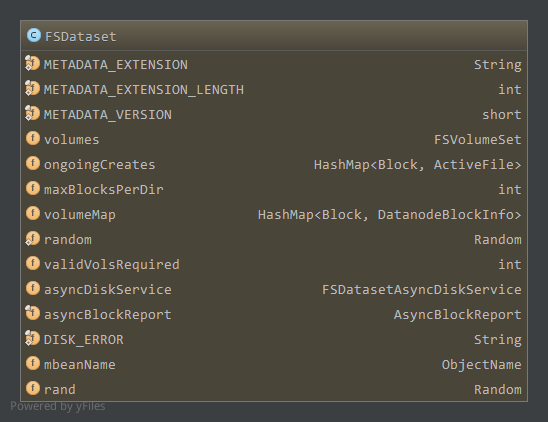 FSDataset
METADATA_EXTENSION String
METADATA_EXTENSION_LENGTH int
METADATA_VERSION short
volumes FSVolumeSet
ongoingCreates HashMap<Block, ActiveFile>
maxBlocksPerDir int
volumeMap HashMap<Block, DatanodeBlockInfo>
random Random
validVolsRequired int
asyncDiskService FSDatasetAsyncDiskService
asyncBlockReport AsyncBlockReport
DISK_ERROR String
mbeanName ObjectName
rand Random
Powered by yFiles